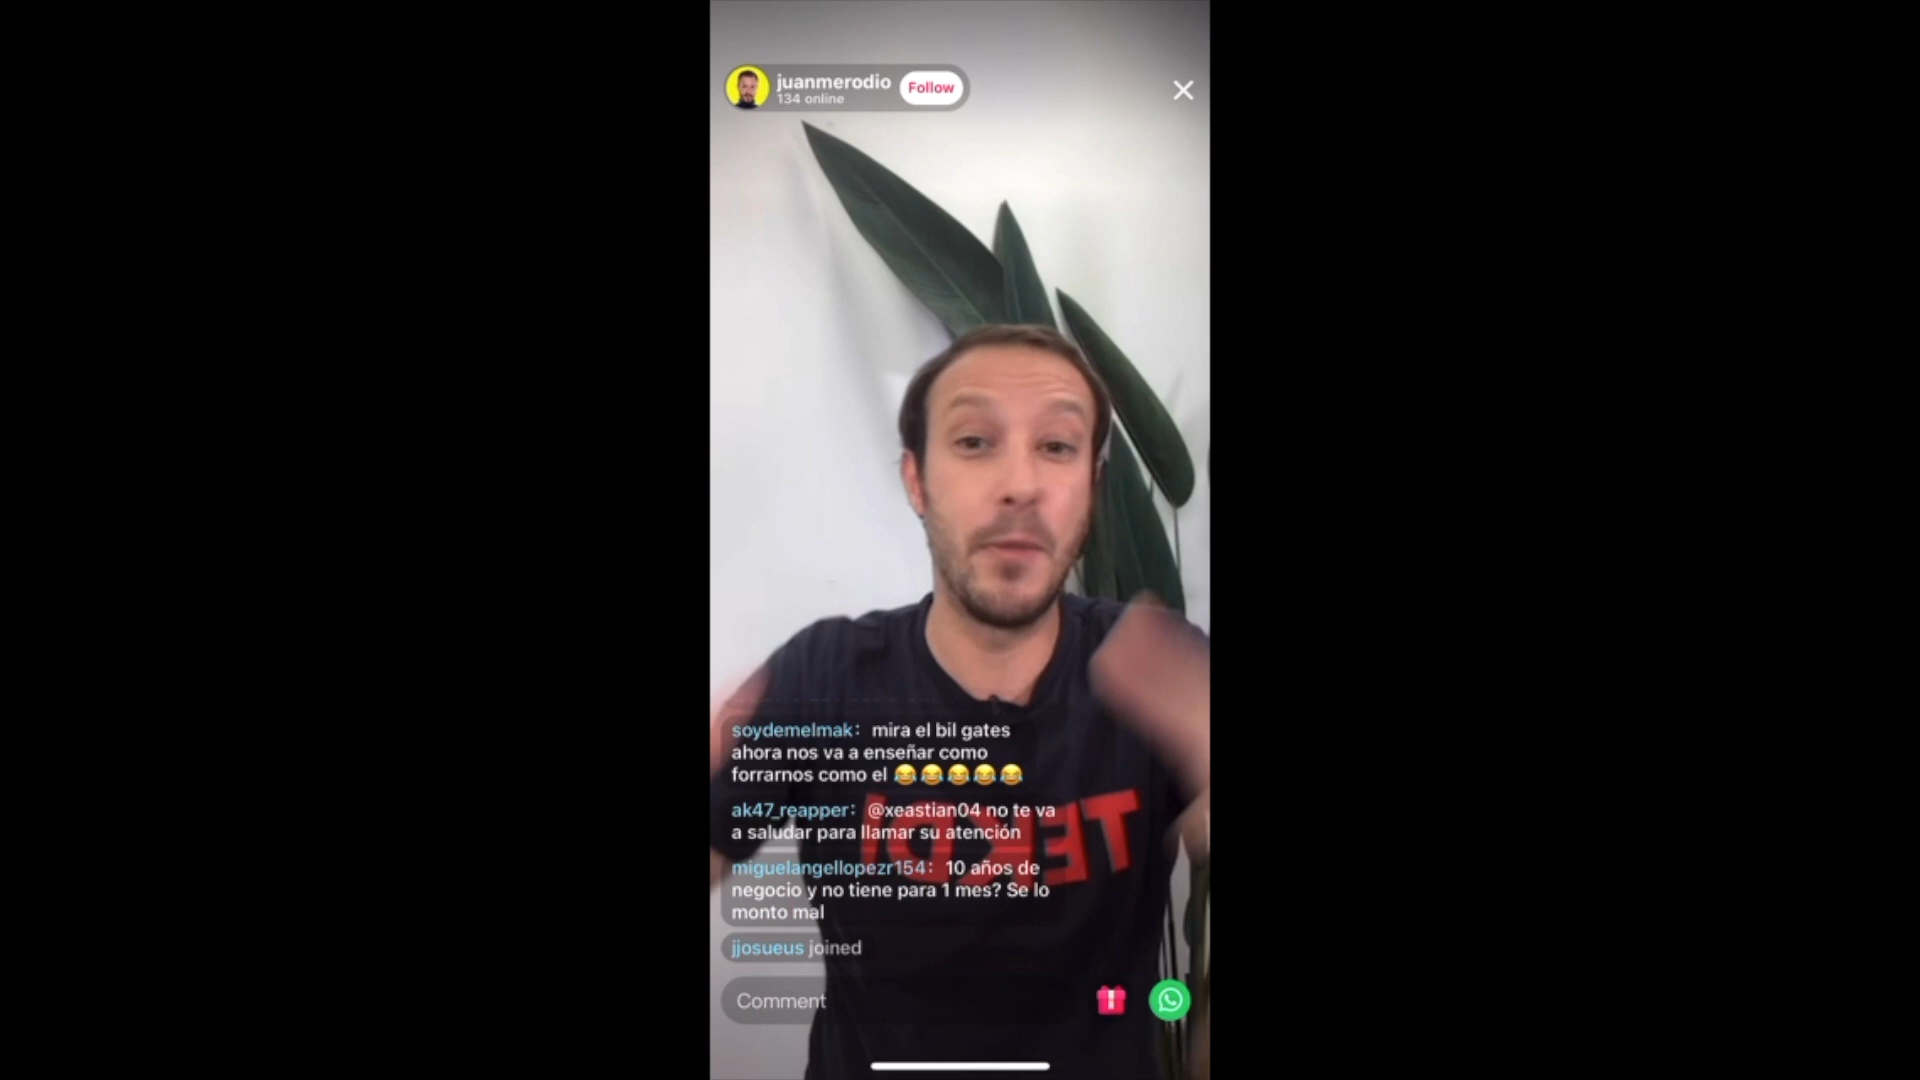 juanmerodio
134 online
Follow
soydemelmak: mira el bil gates
ahora nos va a enseñar como
forrarnos como el 😂😂😂😂😂
ak47_reapper: @xeastian04 no te va
a saludar para llamar su atención
miguelangellopezr154: 10 años de
negocio y no tiene para 1 mes? Se lo
monto mal
jjosueus joined
Comment